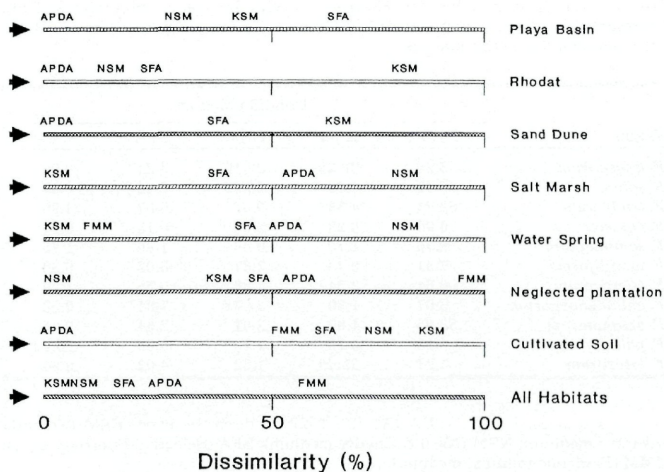 APDA NSM KSM SFA
Playa Basin
APDA NSM SFA KSM
Rhodat
APDA SFA KSM
Sand Dune
KSM SFA APDA NSM
Salt Marsh
KSM FMM SFA APDA NSM
Water Spring
NSM KSM SFA APDA FMM
Neglected plantation
APDA FMM SFA NSM KSM
Cultivated Soil
KSMNSM SFA APDA FMM
All Habitats
0 50 100
Dissimilarity (%)